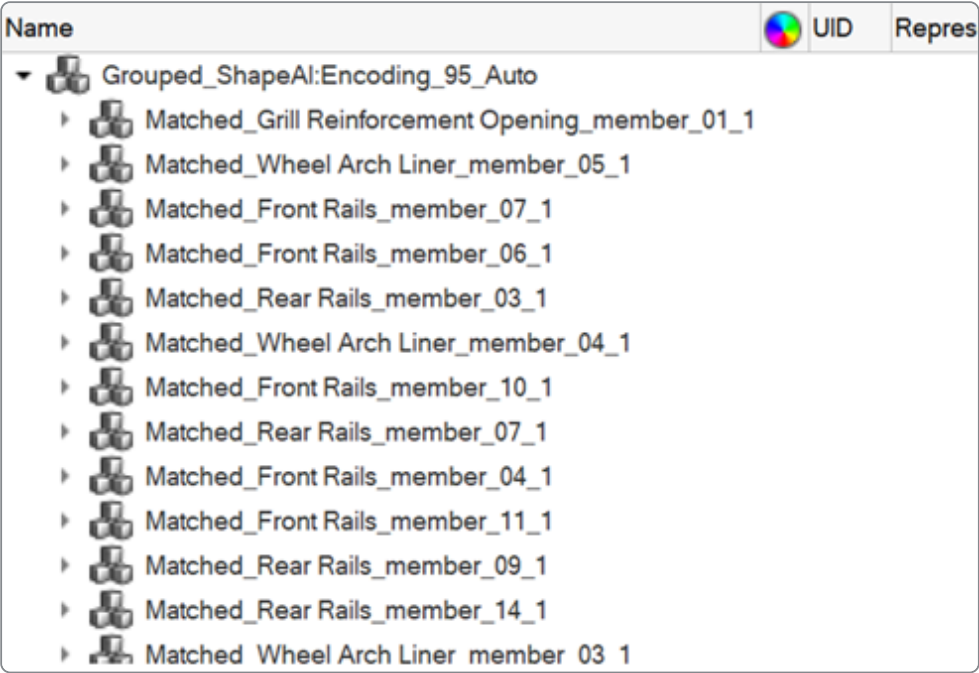 Name UID Repres
Grouped_ShapeAI:Encoding_95_Auto
Matched_Grill Reinforcement Opening_member_01_1
Matched_Wheel Arch Liner_member_05_1
Matched_Front Rails_member_07_1
Matched_Front Rails_member_06_1
Matched_Rear Rails_member_03_1
Matched_Wheel Arch Liner_member_04_1
Matched_Front Rails_member_10_1
Matched_Rear Rails_member_07_1
Matched_Front Rails_member_04_1
Matched_Front Rails_member_11_1
Matched_Rear Rails_member_09_1
Matched_Rear Rails_member_14_1
Matched_Wheel Arch Liner_member_03_1